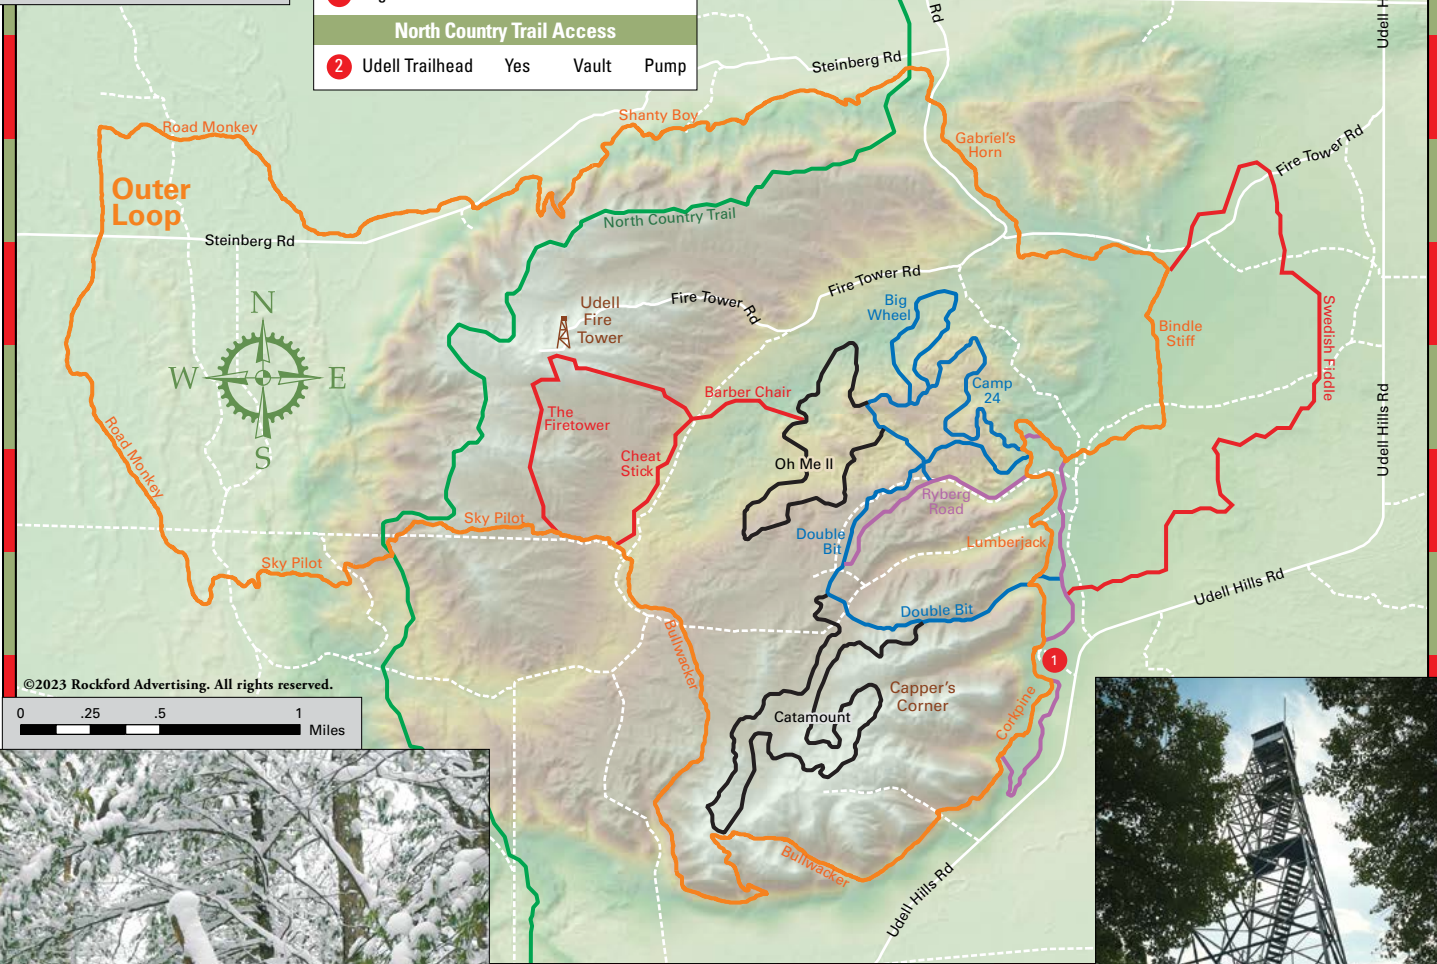 North Country Trail Access
2 Udell Trailhead Yes Vault Pump
Rd
Udell H
Steinberg Rd
Shanty Boy
Road Monkey
Gabriel's
Horn
Fire Tower Rd
Outer
Loop
North Country Trail
Steinberg Rd
Fire Tower Rd
Fire Tower Rd
N
W
E
S
Udell
Fire
Tower
Big
Wheel
Bindle
Stiff
Swedish Fiddle
Camp
24
Barber Chair
The
Firetower
Udell Hills Rd
Road Monkey
Cheat
Stick
Oh Me II
Ryberg
Road
Sky Pilot
Double
Bit
Lumberjack
Sky Pilot
Udell Hills Rd
Double Bit
Bullwacker
1
©2023 Rockford Advertising. All rights reserved.
Capper's
Corner
Catamount
Corkpine
0 .25 .5 1
Miles
Bullwacker
Udell Hills Rd